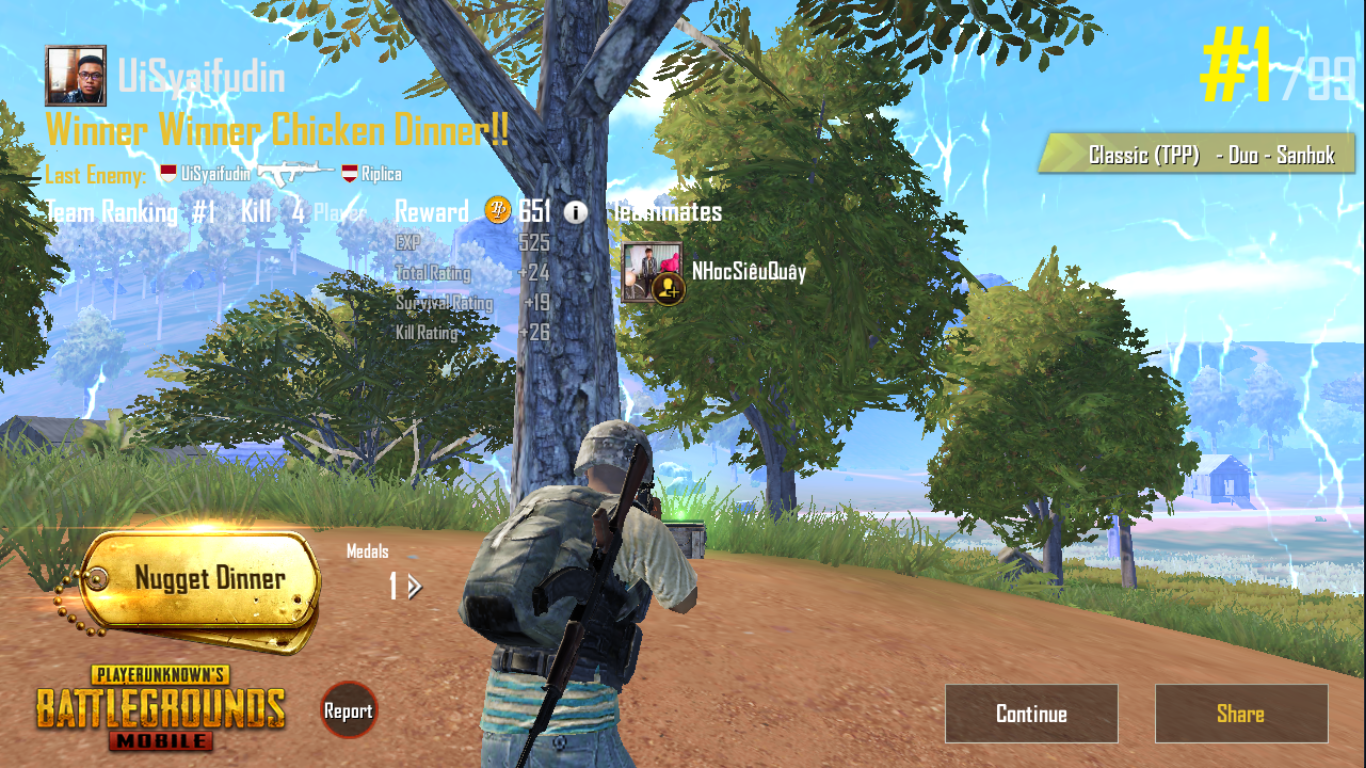 UiSyaifudin
Winner Winner Chicken Dinner!!
Last Enemy: UiSyaifudin Riplica
Team Ranking #1 Kill 4 Player
Reward 651 i
EXP 525
Total Rating +24
Survival Rating +19
Kill Rating +26
Teammates
NHocSiêuQuậy
#1/99
Classic (TPP) - Duo - Sanhok
Nugget Dinner
Medals
1
PLAYERUNKNOWN'S
BATTLEGROUNDS
MOBILE
Report
Continue
Share